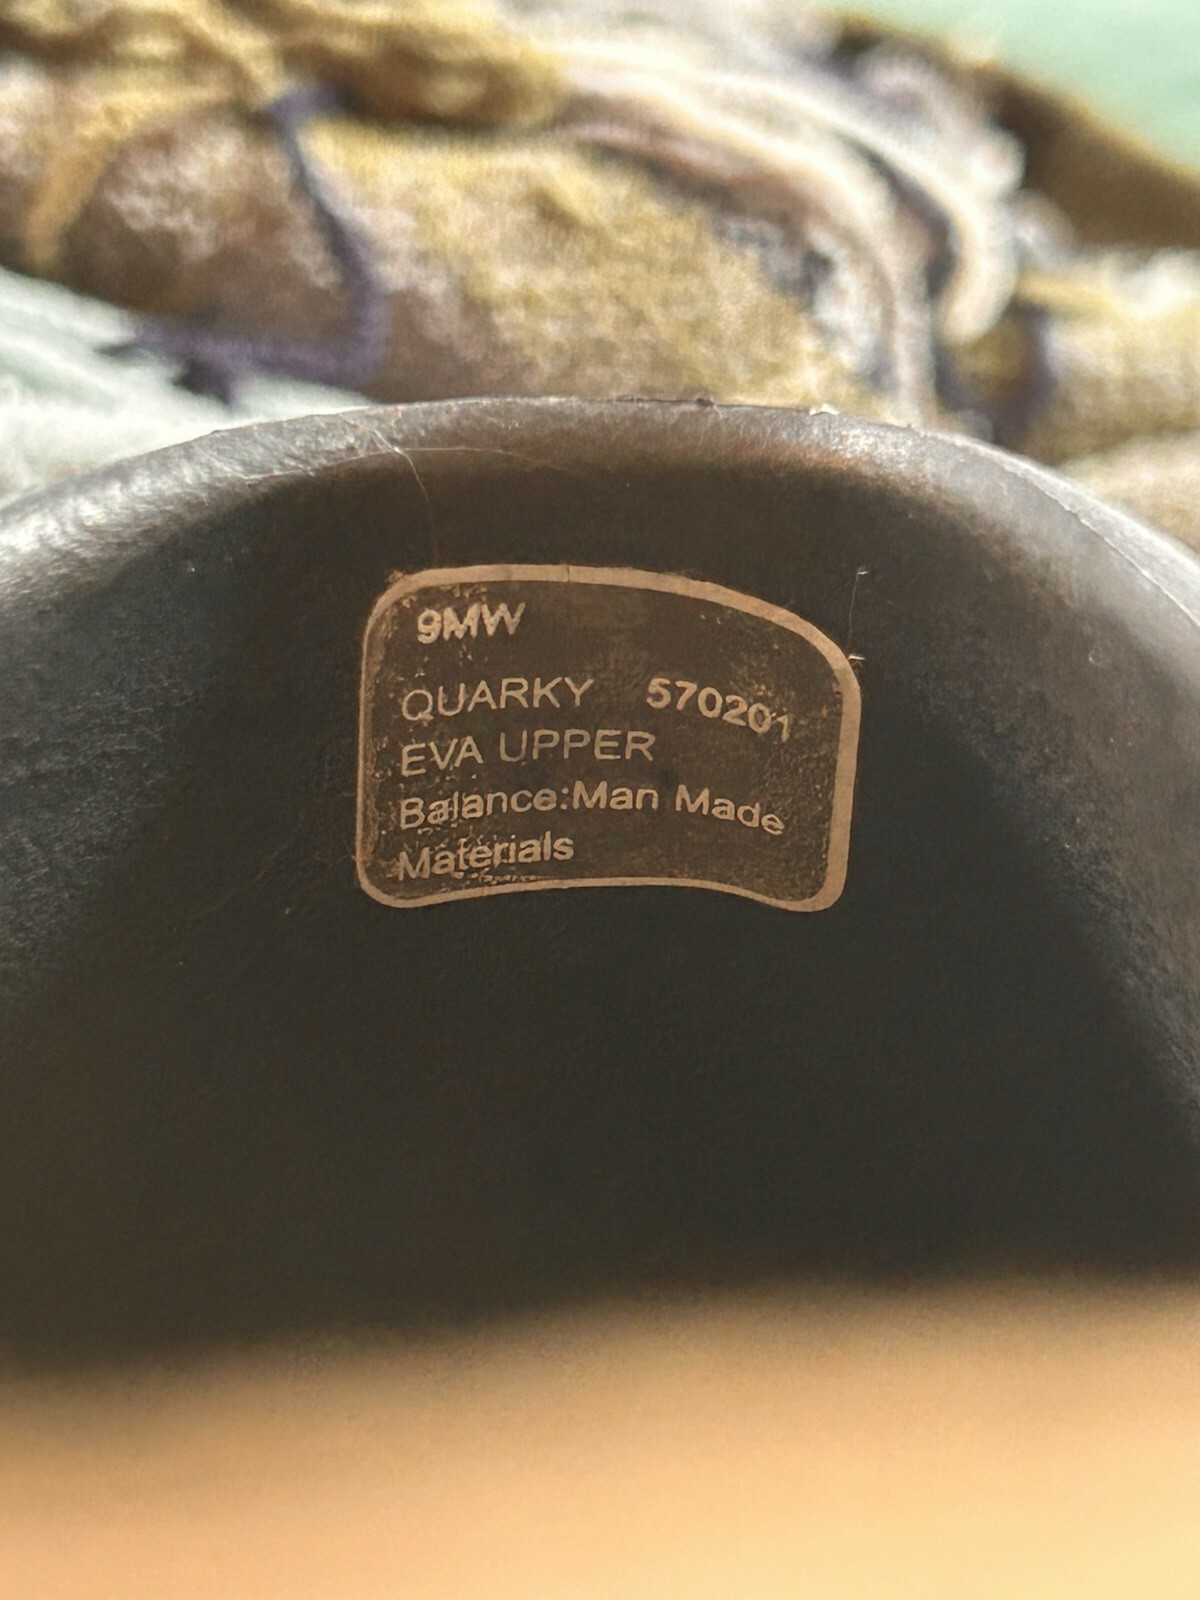 9MW
QUARKY 570201
EVA UPPER
Balance:Man Made
Materials